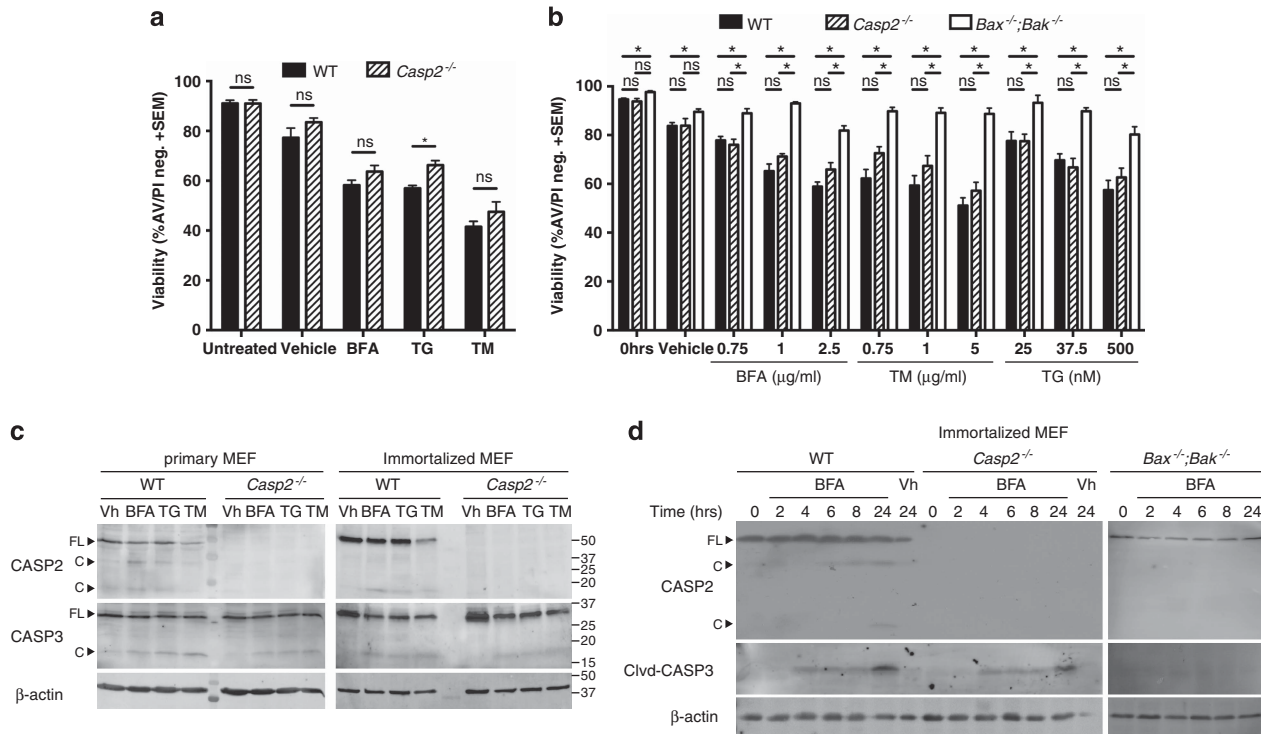 a
WT Casp2-/-
ns ns ns * ns
Viability (%AV/PI neg. +SEM)
100
80
60
40
20
0
Untreated Vehicle BFA TG TM
b
WT Casp2-/- Bax-/-;Bak-/-
* * * * * * * * * * *
ns ns * * * * * * * * *
ns ns ns ns ns ns ns ns ns ns ns
Viability (%AV/PI neg. +SEM)
100
80
60
40
20
0
0hrs Vehicle 0.75 1 2.5 0.75 1 5 25 37.5 500
BFA (μg/ml) TM (μg/ml) TG (nM)
c
primary MEF Immortalized MEF
WT Casp2-/- WT Casp2-/-
Vh BFA TG TM Vh BFA TG TM Vh BFA TG TM Vh BFA TG TM
FL
CASP2
C
C
50
37
25
20
FL
CASP3
C
37
25
20
15
β-actin
50
37
d
Immortalized MEF
WT Casp2-/- Bax-/-;Bak-/-
BFA Vh BFA Vh BFA
Time (hrs) 0 2 4 6 8 24 24 0 2 4 6 8 24 24 0 2 4 6 8 24
FL
C
CASP2
C
Clvd-CASP3
β-actin